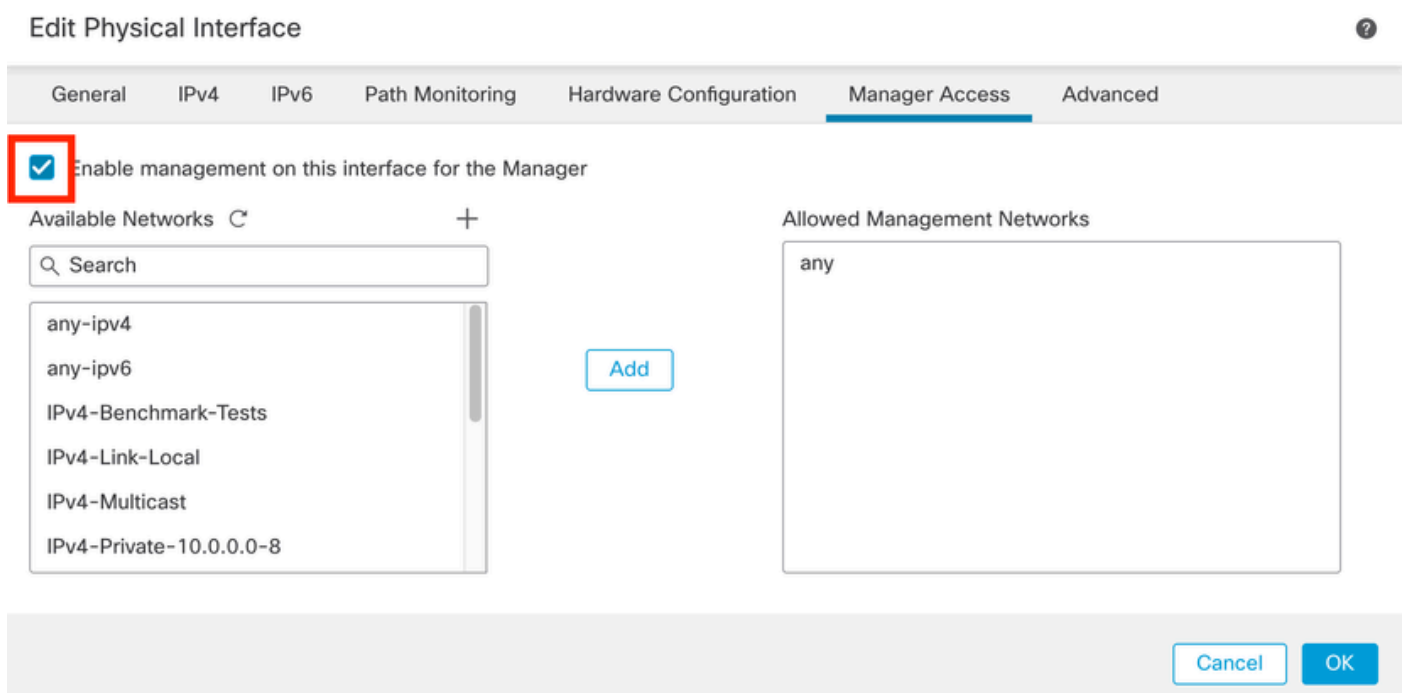 Edit Physical Interface
General IPv4 IPv6 Path Monitoring Hardware Configuration Manager Access Advanced
Enable management on this interface for the Manager
Available Networks
Search
any-ipv4
any-ipv6
IPv4-Benchmark-Tests
IPv4-Link-Local
IPv4-Multicast
IPv4-Private-10.0.0.0-8
Add
Allowed Management Networks
any
Cancel OK